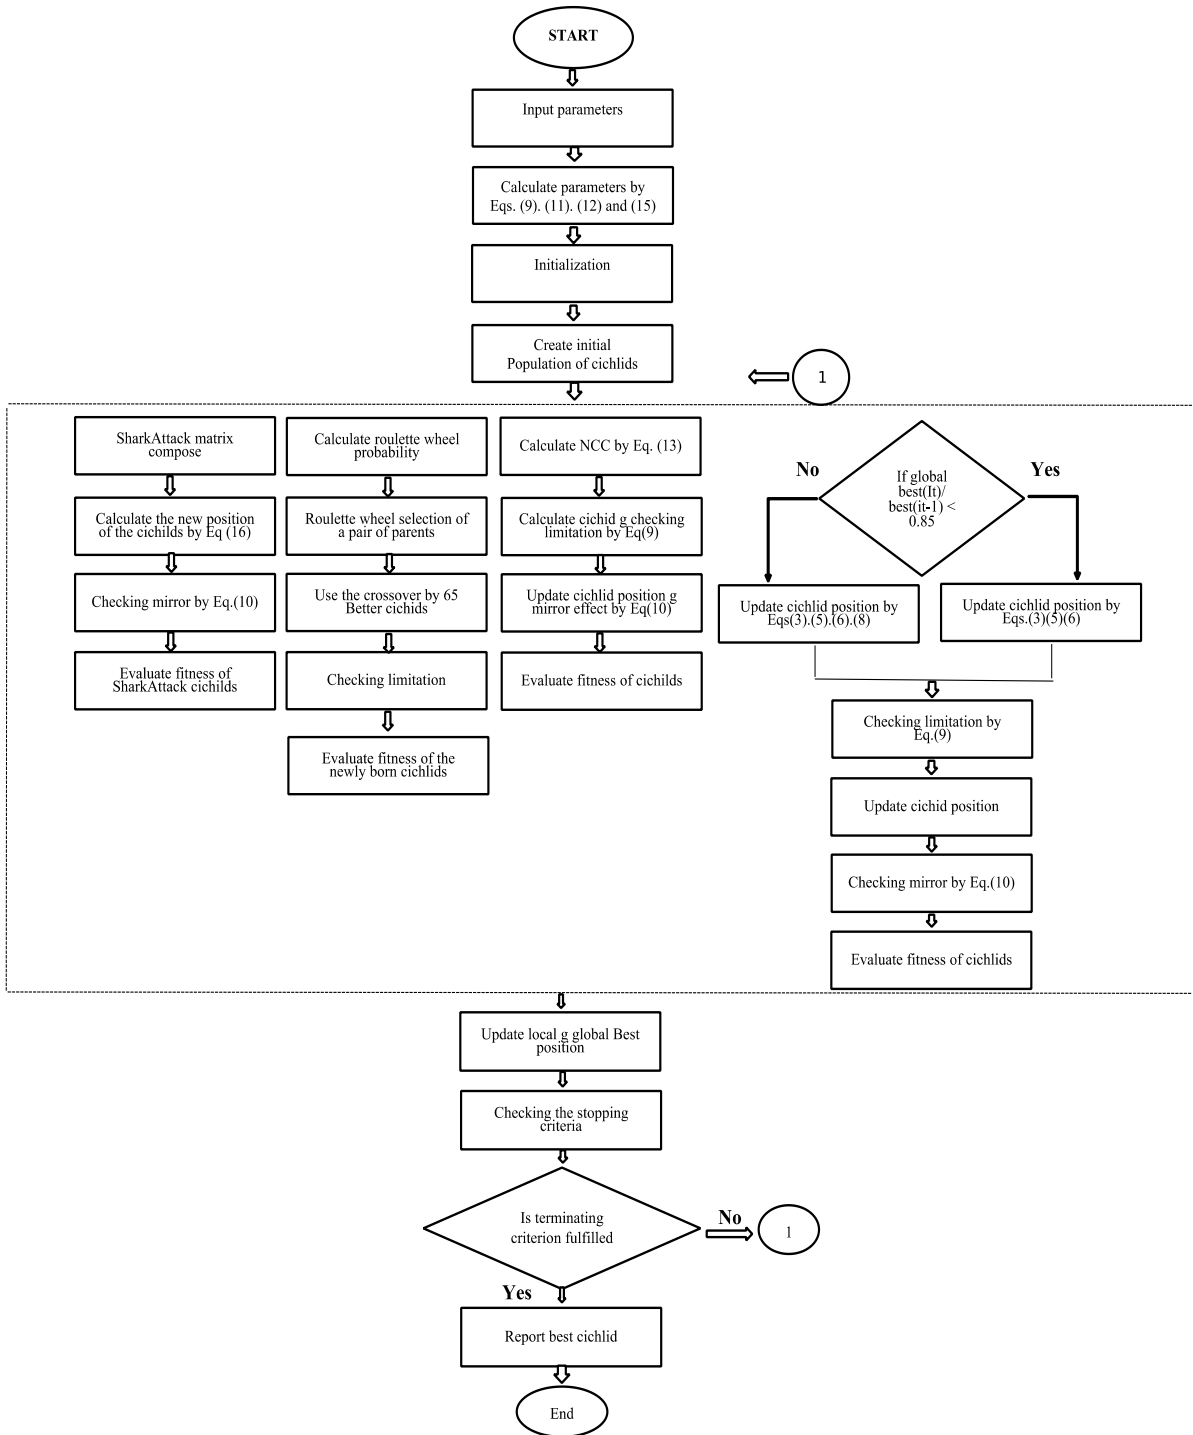 START
Input parameters
Calculate parameters by
Eqs. (9). (11). (12) and (15)
Initialization
Create initial
Population of cichlids
1
SharkAttack matrix
compose
Calculate the new position
of the cichilds by Eq (16)
Checking mirror by Eq.(10)
Evaluate fitness of
SharkAttack cichilds
Calculate roulette wheel
probability
Roulette wheel selection of
a pair of parents
Use the crossover by 65
Better cichids
Checking limitation
Evaluate fitness of the
newly born cichlids
Calculate NCC by Eq. (13)
Calculate cichid g checking
limitation by Eq(9)
Update cichlid position g
mirror effect by Eq(10)
Evaluate fitness of cichilds
No
If global
best(It)/
best(it-1) <
0.85
Yes
Update cichlid position by
Eqs(3).(5).(6).(8)
Update cichlid position by
Eqs.(3)(5)(6)
Checking limitation by
Eq.(9)
Update cichid position
Checking mirror by Eq.(10)
Evaluate fitness of cichlids
Update local g global Best
position
Checking the stopping
criteria
Is terminating
criterion fulfilled
No
1
Yes
Report best cichlid
End